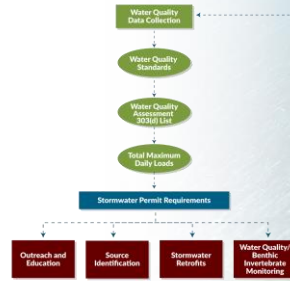 Water Quality
Data Collection
Water Quality
Standards
Water Quality
Assessment
303(d) List
Total Maximum
Daily Loads
Stormwater Permit Requirements
Outreach and
Education
Source
Identification
Stormwater
Retrofits
Water Quality/
Benthic
Invertebrate
Monitoring